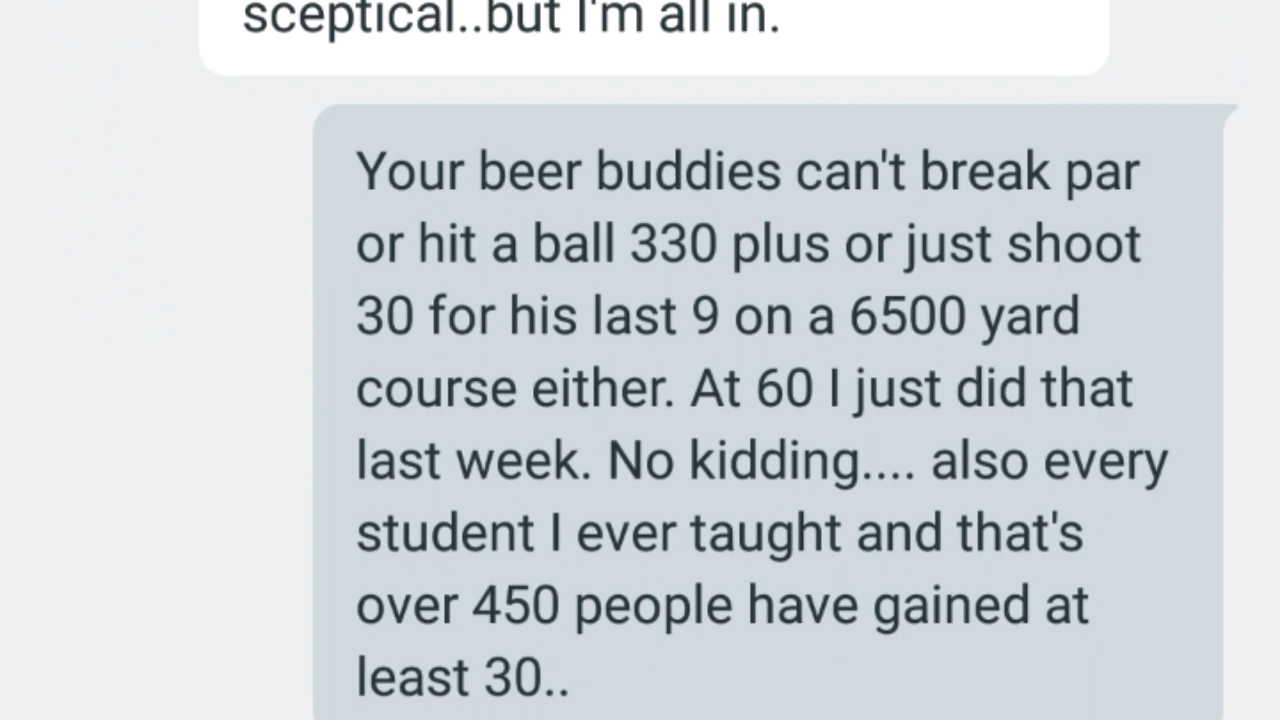 sceptical..but I'm all in.
Your beer buddies can't break par
or hit a ball 330 plus or just shoot
30 for his last 9 on a 6500 yard
course either. At 60 I just did that
last week. No kidding.... also every
student I ever taught and that's
over 450 people have gained at
least 30..